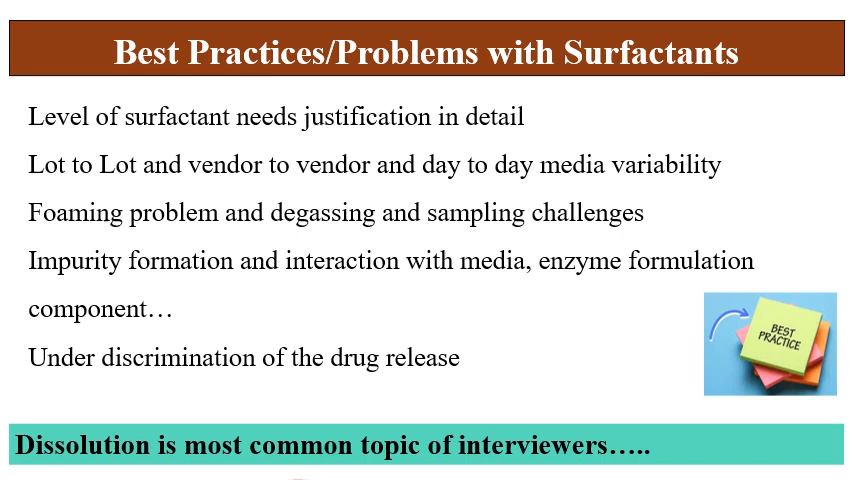 Best Practices/Problems with Surfactants
Level of surfactant needs justification in detail
Lot to Lot and vendor to vendor and day to day media variability
Foaming problem and degassing and sampling challenges
Impurity formation and interaction with media, enzyme formulation
component…
Under discrimination of the drug release
BEST
PRACTICE
Dissolution is most common topic of interviewers…..